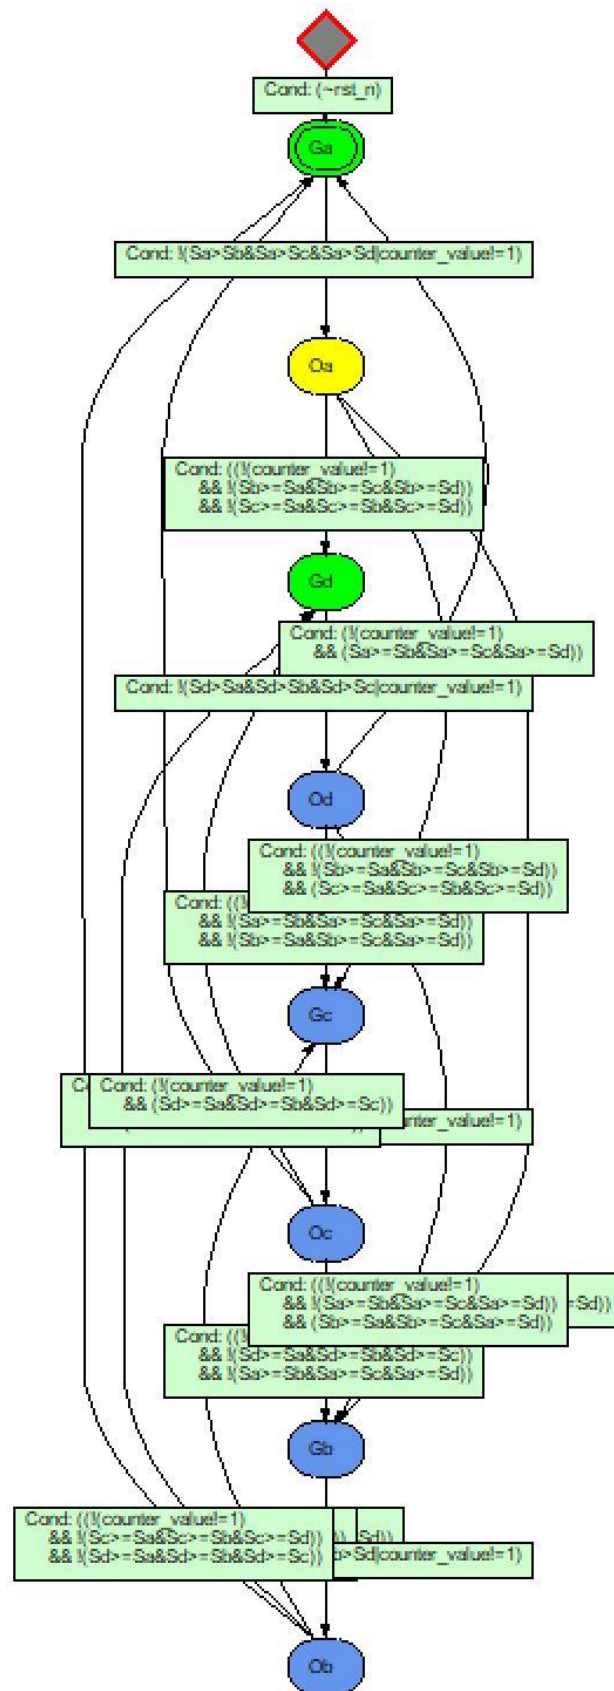 Cond: (~rst_n)
Ga
Cond: !(Sa>Sb&Sa>Sc&Sa>Sd|counter_value!=1)
Oa
Cond: ((!(counter_value!=1)
&& !(Sb>=Sa&Sb>=Sc&Sb>=Sd))
&& !(Sc>=Sa&Sc>=Sb&Sc>=Sd))
Gd
Cond: (!(counter_value!=1)
&& (Sa>=Sb&Sa>=Sc&Sa>=Sd))
Cond: !(Sd>Sa&Sd>Sb&Sd>Sc|counter_value!=1)
Od
Cond: ((!(counter_value!=1)
&& !(Sb>=Sa&Sb>=Sc&Sb>=Sd))
&& (Sc>=Sa&Sc>=Sb&Sc>=Sd))
Cond: ((!
&& !(Sa>=Sb&Sa>=Sc&Sa>=Sd))
&& !(Sb>=Sa&Sb>=Sc&Sa>=Sd))
Gc
Cond: (!(counter_value!=1)
&& (Sd>=Sa&Sd>=Sb&Sd>=Sc))
unter_value!=1)
Oc
Cond: ((!(counter_value!=1)
&& !(Sa>=Sb&Sa>=Sc&Sa>=Sd))
=Sd))
&& (Sb>=Sa&Sb>=Sc&Sa>=Sd))
Cond: ((!
&& !(Sd>=Sa&Sd>=Sb&Sd>=Sc))
&& !(Sa>=Sb&Sa>=Sc&Sa>=Sd))
Gb
Cond: ((!(counter_value!=1)
&& !(Sc>=Sa&Sc>=Sb&Sc>=Sd))
Sd))
&& !(Sd>=Sa&Sd>=Sb&Sd>=Sc))
>Sd|counter_value!=1)
Ob